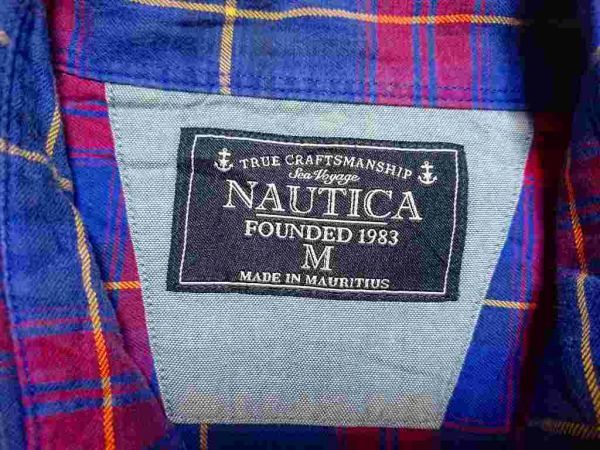 TRUE CRAFTSMANSHIP
Sea Voyage
NAUTICA
FOUNDED 1983
M
MADE IN MAURITIUS